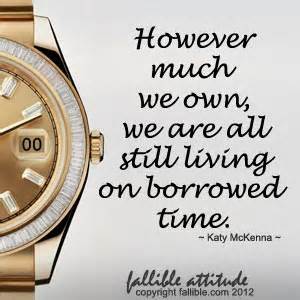 However
much
we own,
we are all
still living
on borrowed
time.
~ Katy McKenna ~
00
fallible attitude
copyright fallible.com 2012